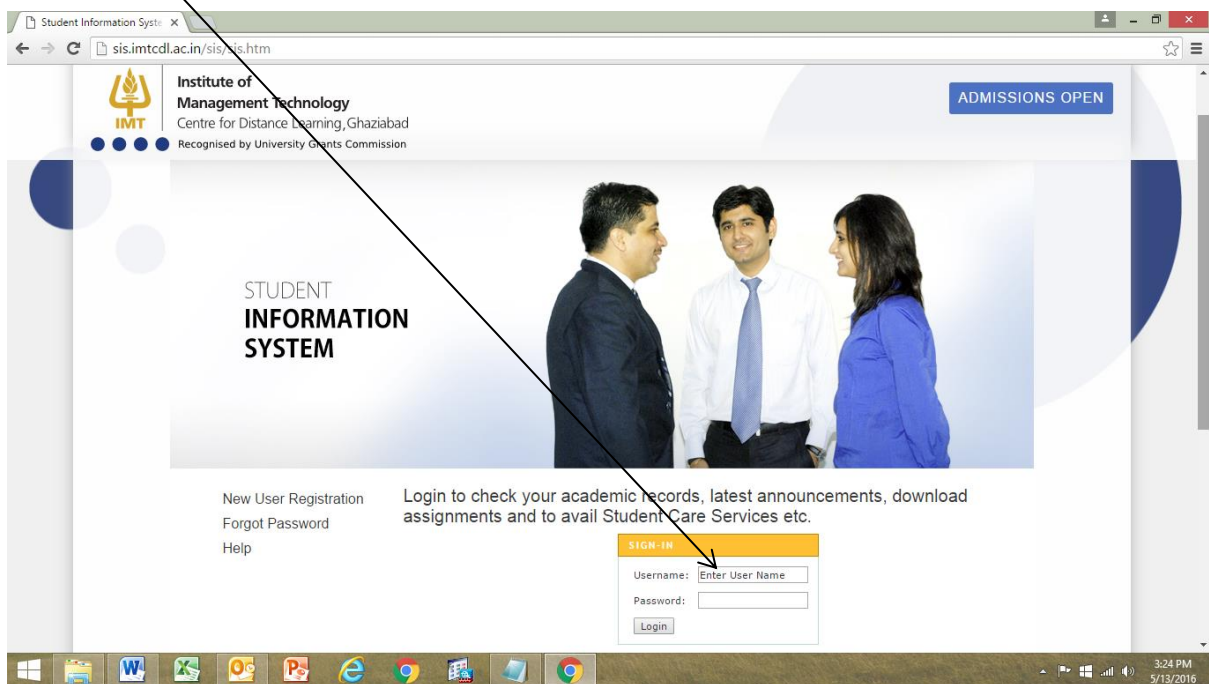 Student Information Syste
sis.imtcdl.ac.in/sis/sis.htm
Institute of
Management Technology
Centre for Distance Learning,Ghaziabad
Recognised by University Grants Commission
IMT
ADMISSIONS OPEN
STUDENT
INFORMATION
SYSTEM
New User Registration
Forgot Password
Help
Login to check your academic records, latest announcements, download
assignments and to avail Student Care Services etc.
SIGN-IN
Username: Enter User Name
Password:
Login
3:24 PM
5/13/2016